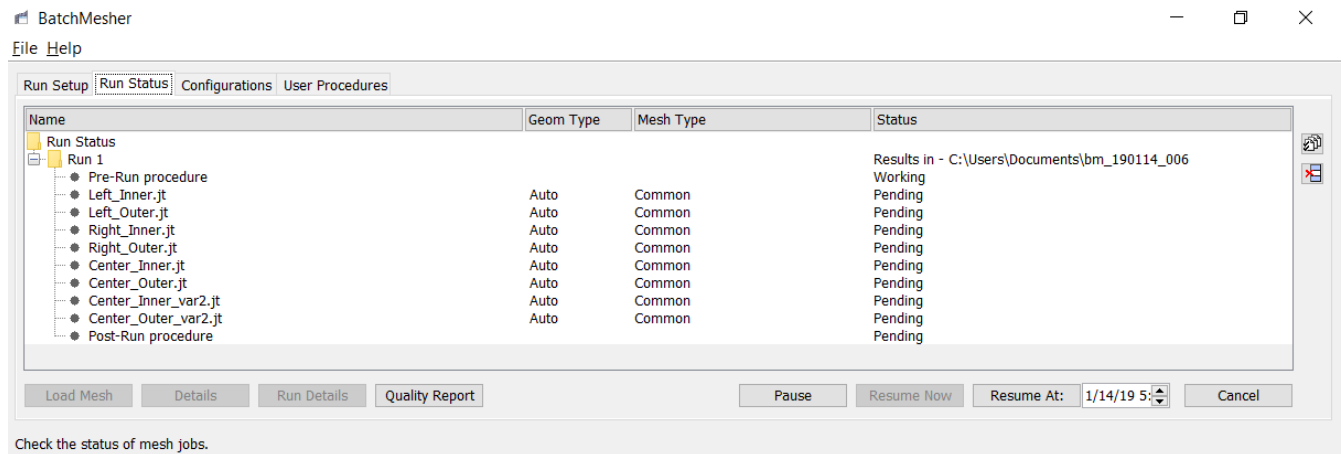 BatchMesher
File Help
Run Setup Run Status Configurations User Procedures
Name Geom Type Mesh Type Status
Run Status
Run 1 Results in - C:\Users\Documents\bm_190114_006
Pre-Run procedure Working
Left_Inner.jt Auto Common Pending
Left_Outer.jt Auto Common Pending
Right_Inner.jt Auto Common Pending
Right_Outer.jt Auto Common Pending
Center_Inner.jt Auto Common Pending
Center_Outer.jt Auto Common Pending
Center_Inner_var2.jt Auto Common Pending
Center_Outer_var2.jt Auto Common Pending
Post-Run procedure Pending
Load Mesh Details Run Details Quality Report Pause Resume Now Resume At: 1/14/19 5: Cancel
Check the status of mesh jobs.